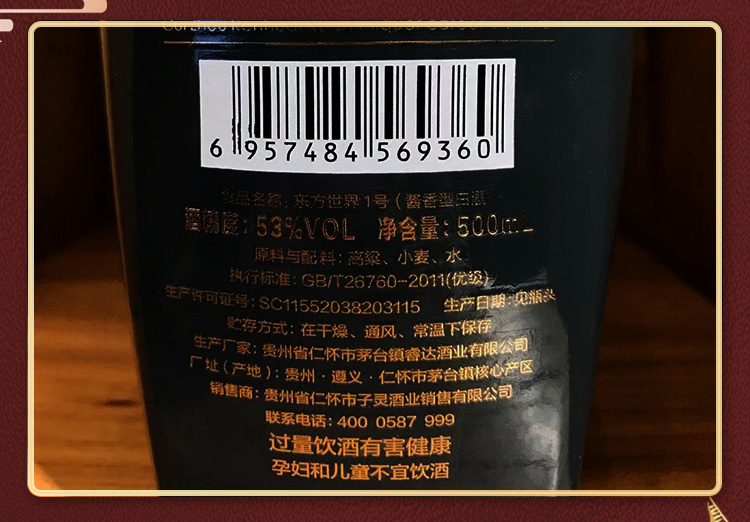 6 957484 569360
食品名称：东方世界1号（酱香型白酒）
酒精度：53%VOL 净含量：500mL
原料与配料：高粱、小麦、水
执行标准：GB/T26760-2011(优级)
生产许可证号：SC11552038203115 生产日期：见瓶头
贮存方式：在干燥、通风、常温下保存
生产厂家：贵州省仁怀市茅台镇睿达酒业有限公司
厂址（产地）：贵州·遵义·仁怀市茅台镇核心产区
销售商：贵州省仁怀市子灵酒业销售有限公司
联系电话：400 0587 999
过量饮酒有害健康
孕妇和儿童不宜饮酒